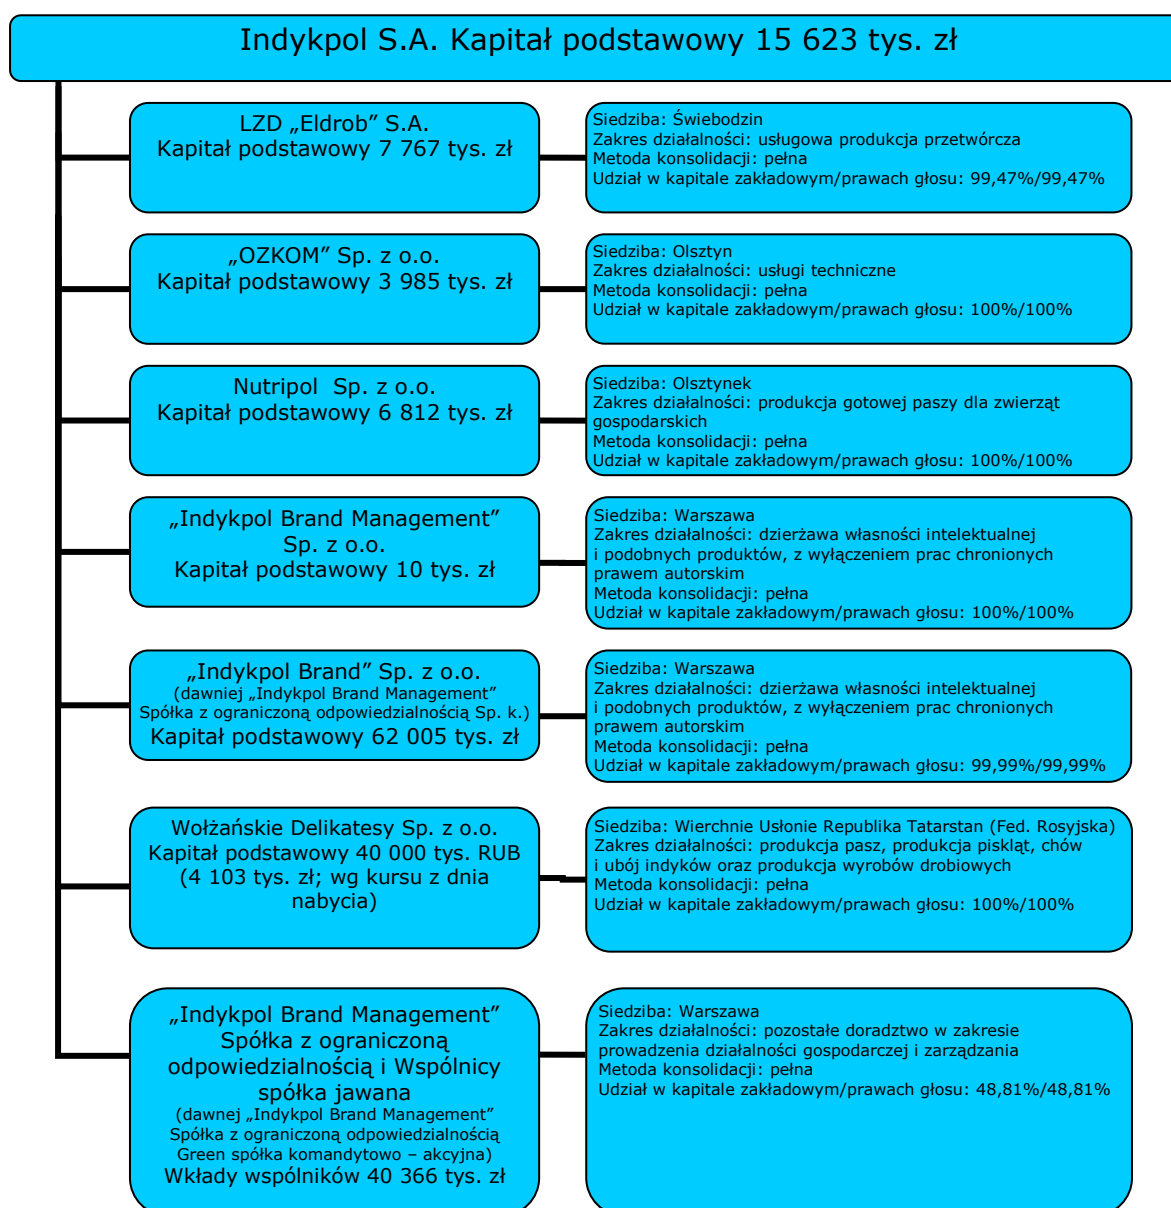 Indykpol S.A. Kapitał podstawowy 15 623 tys. zł
LZD „Eldrob” S.A.
Kapitał podstawowy 7 767 tys. zł
Siedziba: Świebodzin
Zakres działalności: usługowa produkcja przetwórcza
Metoda konsolidacji: pełna
Udział w kapitale zakładowym/prawach głosu: 99,47%/99,47%
„OZKOM” Sp. z o.o.
Kapitał podstawowy 3 985 tys. zł
Siedziba: Olsztyn
Zakres działalności: usługi techniczne
Metoda konsolidacji: pełna
Udział w kapitale zakładowym/prawach głosu: 100%/100%
Nutripol Sp. z o.o.
Kapitał podstawowy 6 812 tys. zł
Siedziba: Olsztynek
Zakres działalności: produkcja gotowej paszy dla zwierząt
gospodarskich
Metoda konsolidacji: pełna
Udział w kapitale zakładowym/prawach głosu: 100%/100%
„Indykpol Brand Management”
Sp. z o.o.
Kapitał podstawowy 10 tys. zł
Siedziba: Warszawa
Zakres działalności: dzierżawa własności intelektualnej
i podobnych produktów, z wyłączeniem prac chronionych
prawem autorskim
Metoda konsolidacji: pełna
Udział w kapitale zakładowym/prawach głosu: 100%/100%
„Indykpol Brand” Sp. z o.o.
(dawniej „Indykpol Brand Management”
Spółka z ograniczoną odpowiedzialnością Sp. k.)
Kapitał podstawowy 62 005 tys. zł
Siedziba: Warszawa
Zakres działalności: dzierżawa własności intelektualnej
i podobnych produktów, z wyłączeniem prac chronionych
prawem autorskim
Metoda konsolidacji: pełna
Udział w kapitale zakładowym/prawach głosu: 99,99%/99,99%
Wołżańskie Delikatesy Sp. z o.o.
Kapitał podstawowy 40 000 tys. RUB
(4 103 tys. zł; wg kursu z dnia
nabycia)
Siedziba: Wierchnie Usłonie Republika Tatarstan (Fed. Rosyjska)
Zakres działalności: produkcja pasz, produkcja piskląt, chów
i ubój indyków oraz produkcja wyrobów drobiowych
Metoda konsolidacji: pełna
Udział w kapitale zakładowym/prawach głosu: 100%/100%
„Indykpol Brand Management”
Spółka z ograniczoną
odpowiedzialnością i Wspólnicy
spółka jawana
(dawnej „Indykpol Brand Management”
Spółka z ograniczoną odpowiedzialnością
Green spółka komandytowo – akcyjna)
Wkłady wspólników 40 366 tys. zł
Siedziba: Warszawa
Zakres działalności: pozostałe doradztwo w zakresie
prowadzenia działalności gospodarczej i zarządzania
Metoda konsolidacji: pełna
Udział w kapitale zakładowym/prawach głosu: 48,81%/48,81%